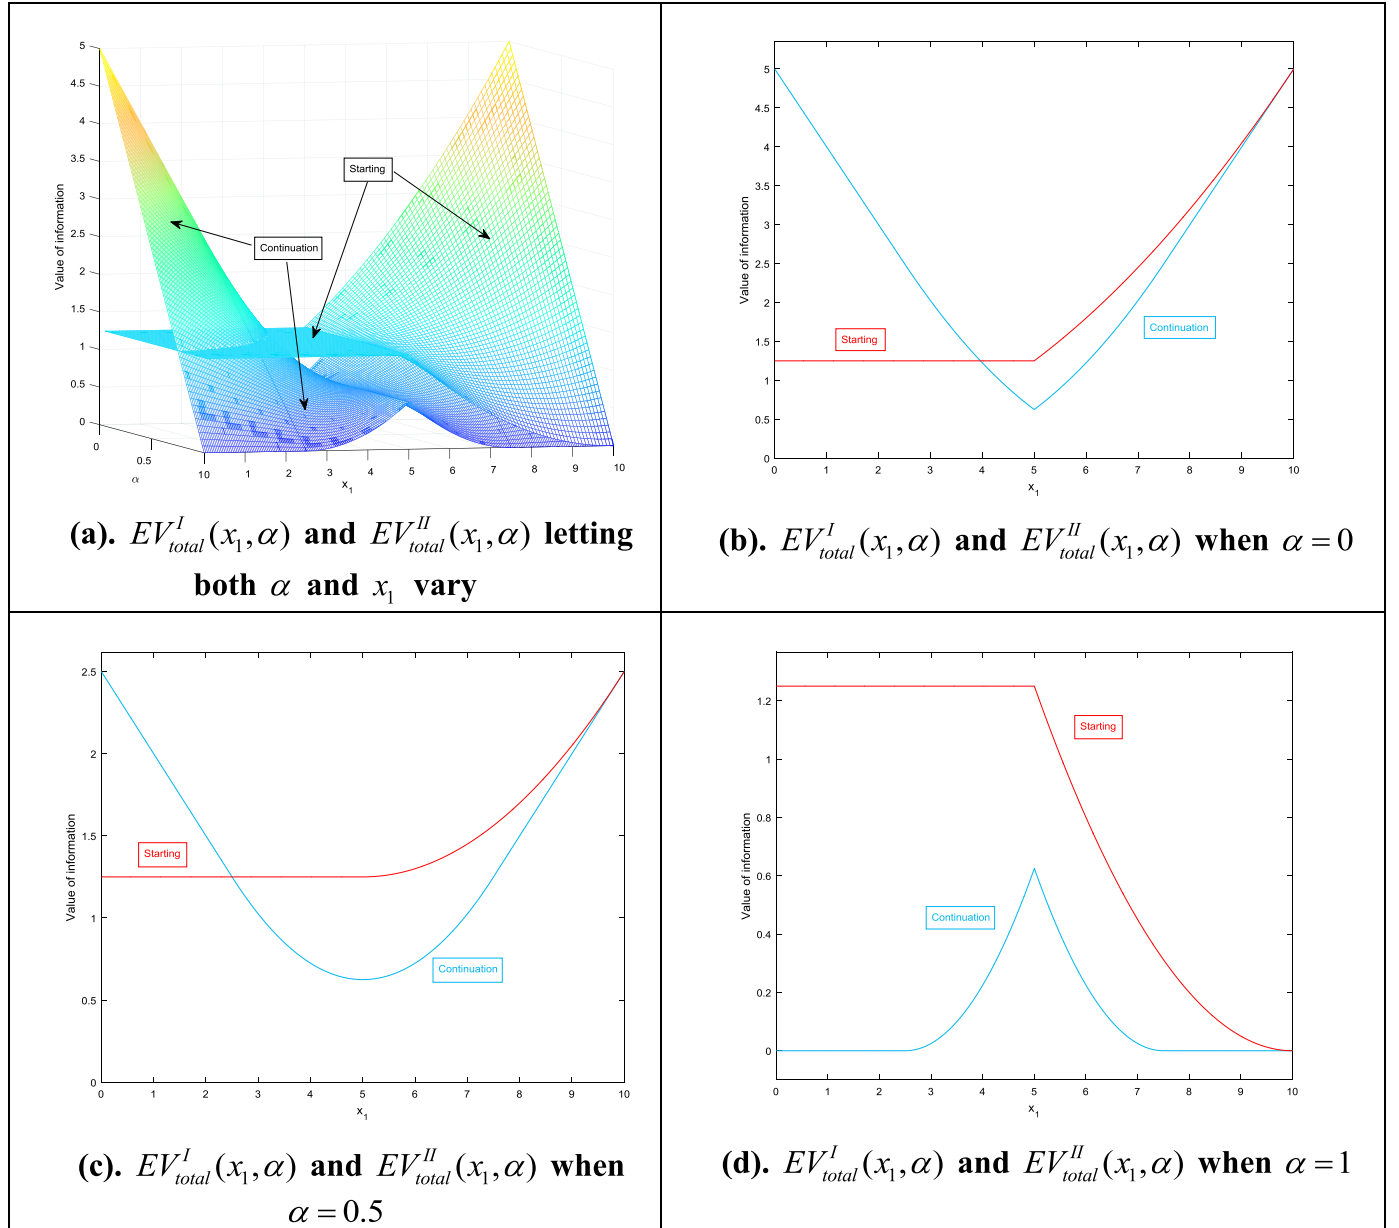 5
4.5
4
3.5
3
2.5
2
1.5
1
0.5
0
Value of information
Starting
Continuation
0
0.5
α
10 1 2 3 4 5 6 7 8 9 10
x1
(a). EV^I_total(x1,α) and EV^II_total(x1,α) letting
both α and x1 vary
5
4.5
4
3.5
3
2.5
2
1.5
1
0.5
0
Value of information
Starting
Continuation
0 1 2 3 4 5 6 7 8 9 10
x1
(b). EV^I_total(x1,α) and EV^II_total(x1,α) when α=0
2.5
2
1.5
1
0.5
0
Value of information
Starting
Continuation
0 1 2 3 4 5 6 7 8 9 10
x1
(c). EV^I_total(x1,α) and EV^II_total(x1,α) when
α=0.5
1.2
1
0.8
0.6
0.4
0.2
0
Value of information
Starting
Continuation
0 1 2 3 4 5 6 7 8 9 10
x1
(d). EV^I_total(x1,α) and EV^II_total(x1,α) when α=1